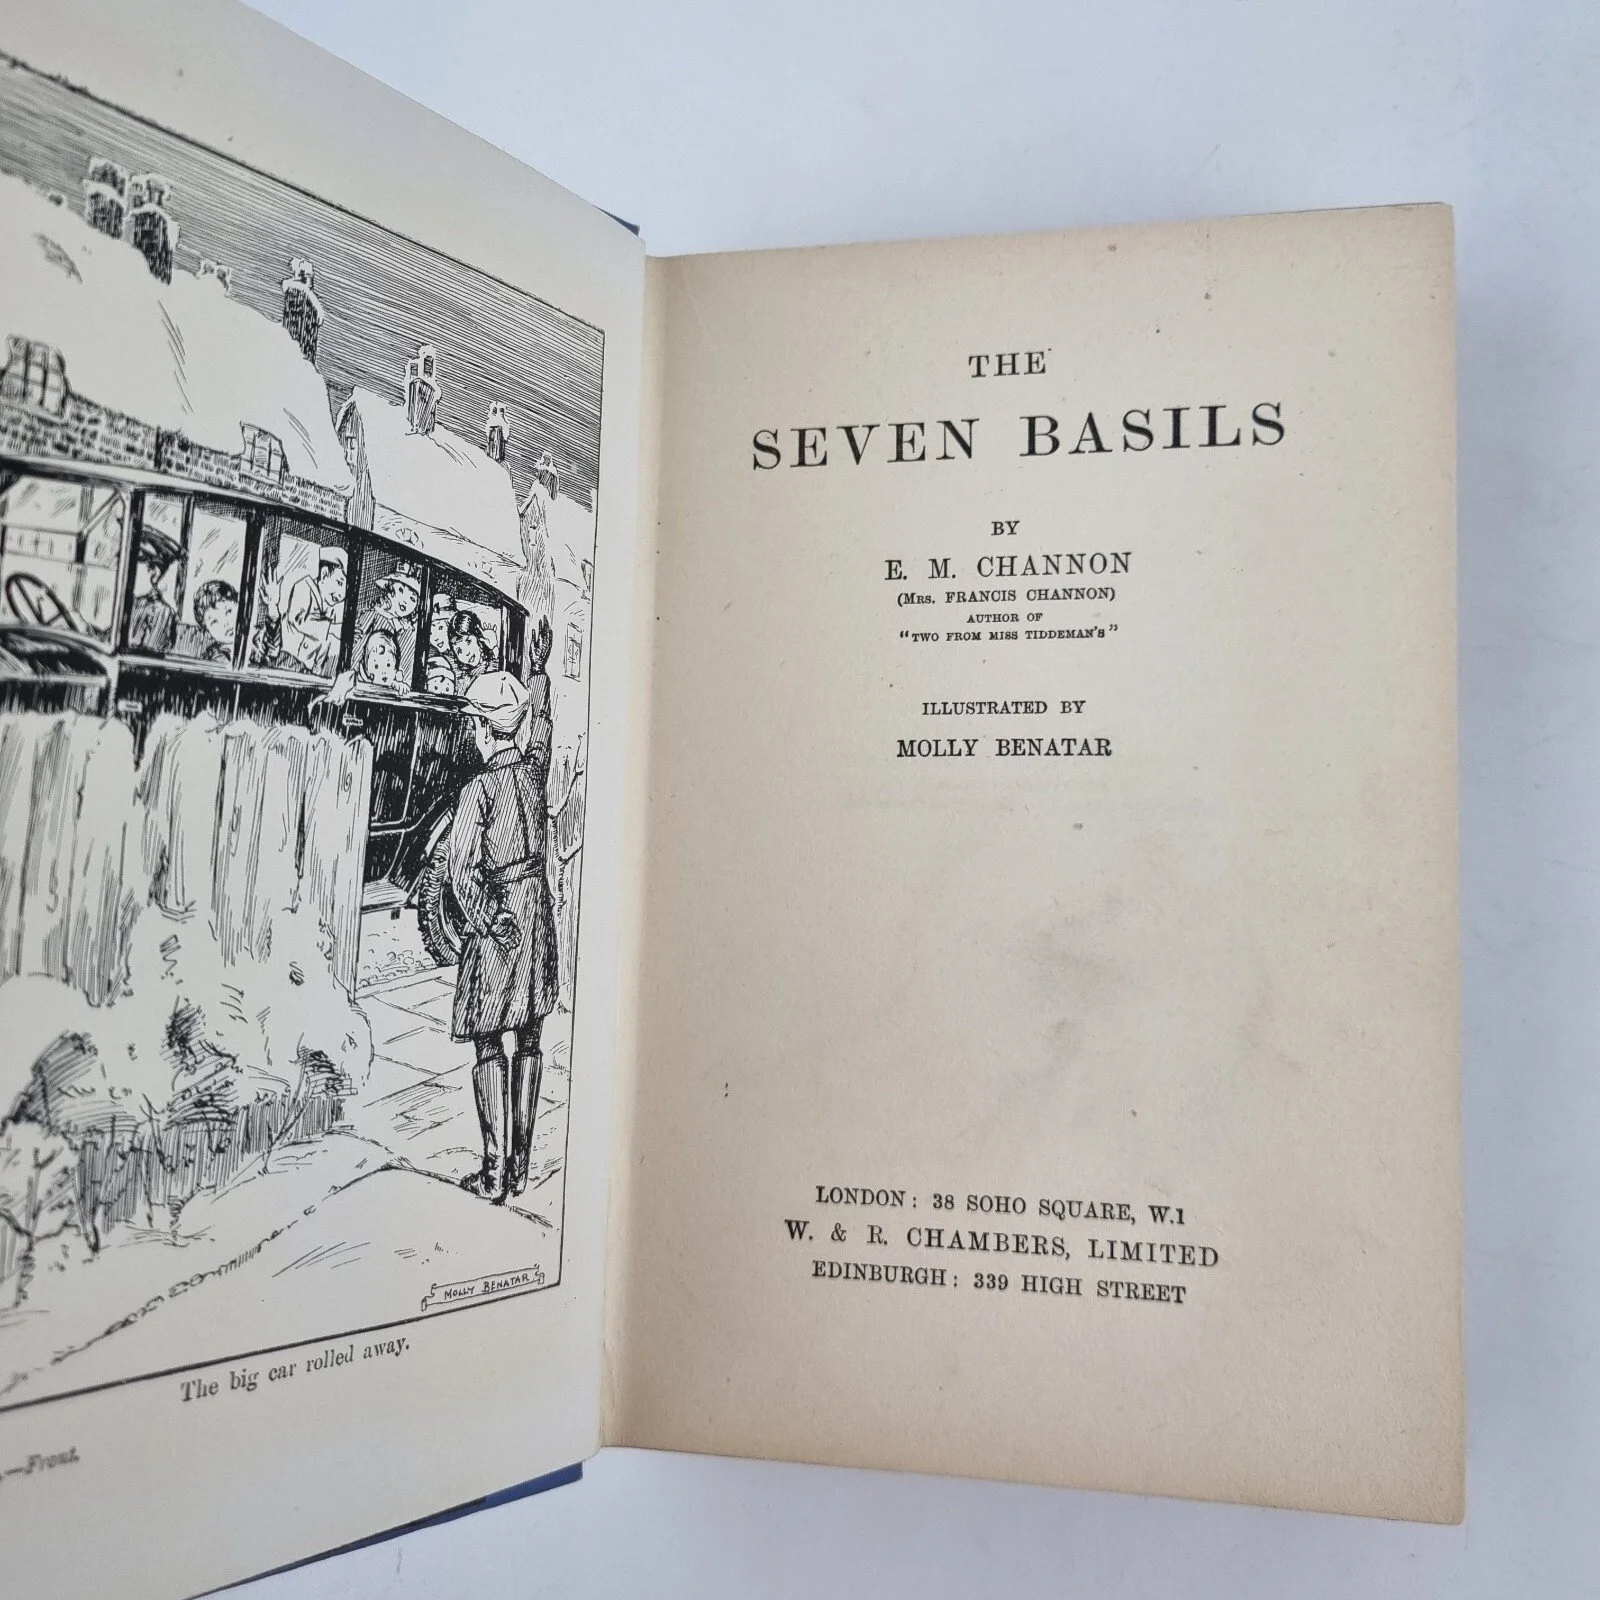 MOLLY BENATAR
The big car rolled away.
—Front.
THE
SEVEN BASILS
BY
E. M. CHANNON
(MRS. FRANCIS CHANNON)
AUTHOR OF
"TWO FROM MISS TIDDEMAN'S"
ILLUSTRATED BY
MOLLY BENATAR
LONDON: 38 SOHO SQUARE, W.1
W. & R. CHAMBERS, LIMITED
EDINBURGH: 339 HIGH STREET